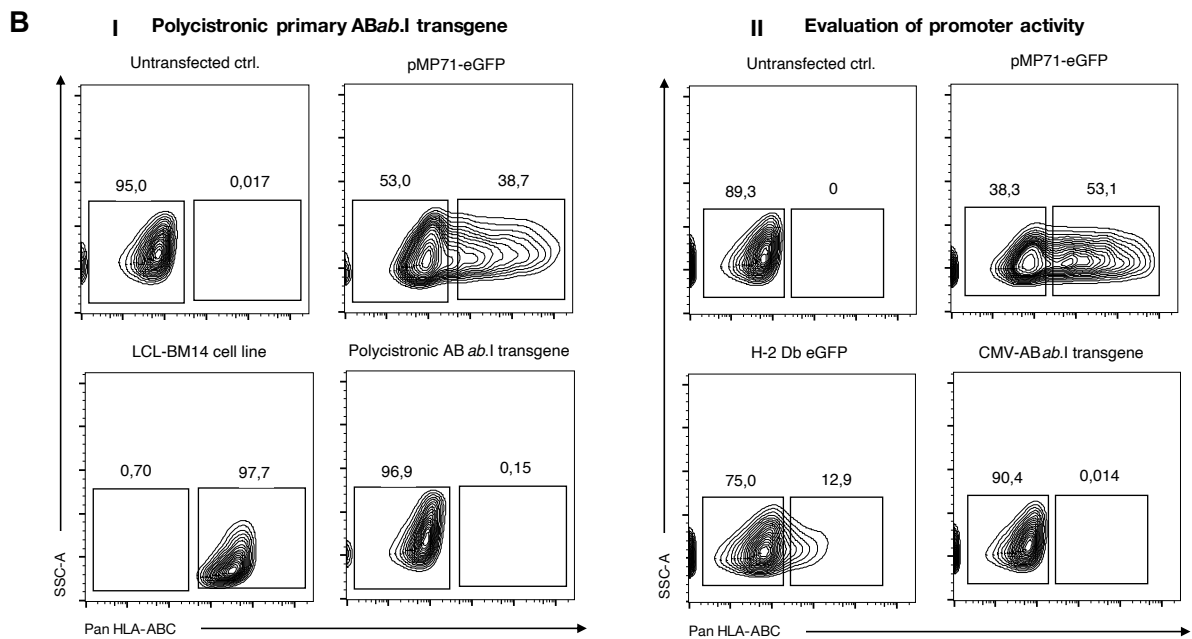 B
I Polycistronic primary ABab.I transgene
Untransfected ctrl.
pMP71-eGFP
95,0
0,017
53,0
38,7
LCL-BM14 cell line
Polycistronic AB ab.I transgene
0,70
97,7
96,9
0,15
SSC-A
Pan HLA-ABC
II Evaluation of promoter activity
Untransfected ctrl.
pMP71-eGFP
89,3
0
38,3
53,1
H-2 Db eGFP
CMV-AB ab.I transgene
75,0
12,9
90,4
0,014
SSC-A
Pan HLA-ABC